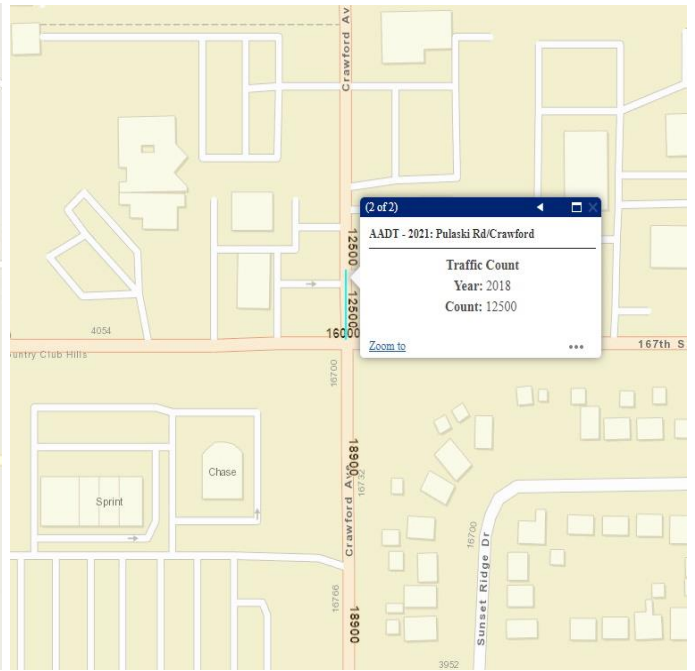 Crawford Av
(2 of 2)
AADT - 2021: Pulaski Rd/Crawford
Traffic Count
Year: 2018
Count: 12500
Zoom to
12500
12500
16000
4054
untry Club Hills
167th S
16700
18900
16732
Crawford Av
Chase
Sprint
16700
Sunset Ridge Dr
16766
18900
3952